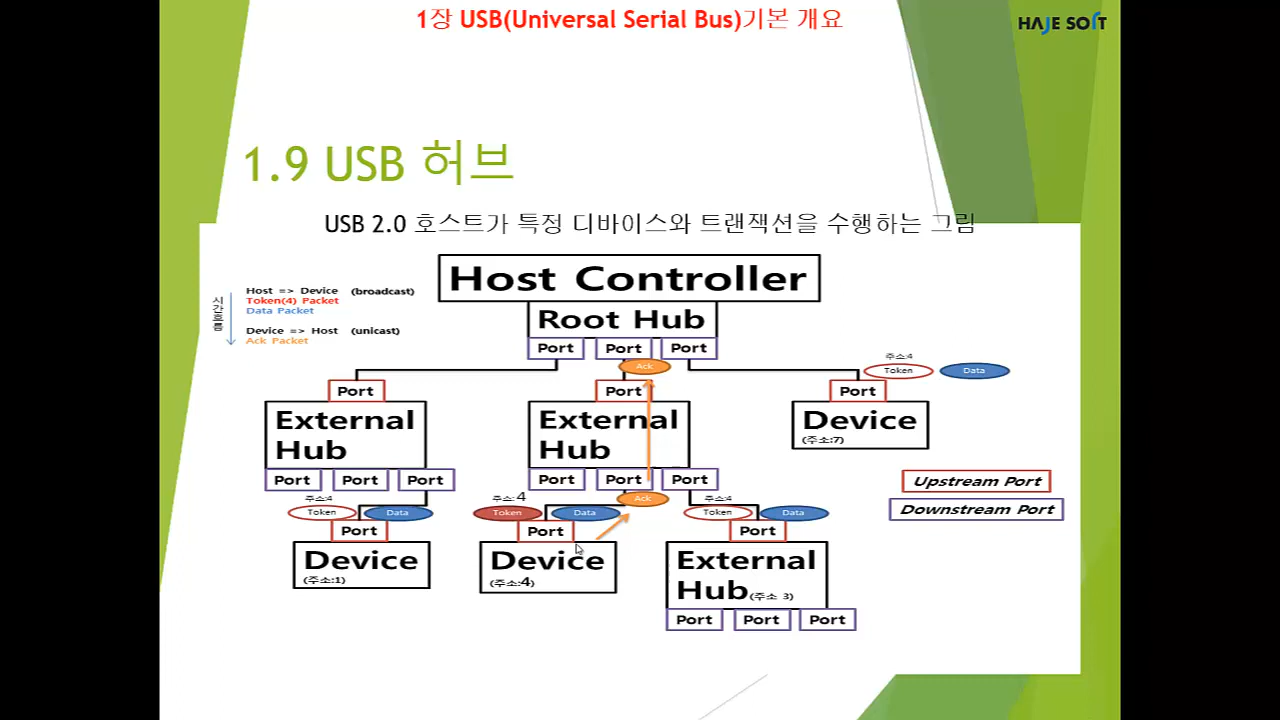 1장 USB(Universal Serial Bus)기본 개요
HAJE SOFT
1.9 USB 허브
USB 2.0 호스트가 특정 디바이스와 트랜잭션을 수행하는 그림
시간흐름
Host => Device (broadcast)
Token(4) Packet
Data Packet
Device => Host (unicast)
Ack Packet
Host Controller
Root Hub
Port Port Port
Ack
주소:4
Token Data
Port Port Port
External Hub
External Hub
Device
(주소:7)
Port Port Port
Port Port Port
Upstream Port
Downstream Port
주소:4
Token Data
주소:4
Token Data
Ack
주소:4
Token Data
Port Port Port
Device
(주소:1)
Device
(주소:4)
External
Hub(주소 3)
Port Port Port